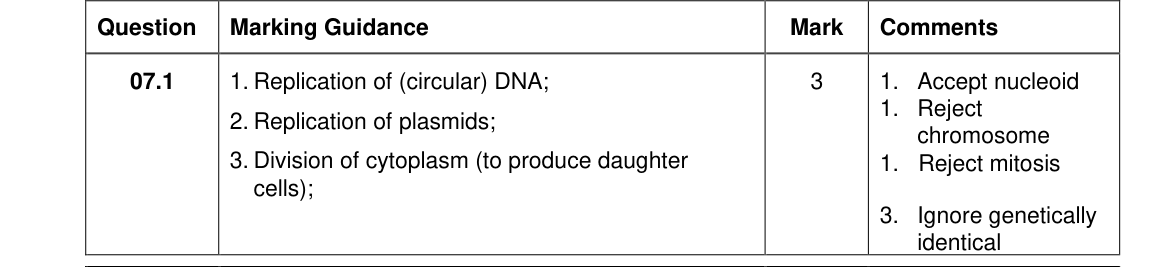 Question Marking Guidance Mark Comments
07.1 1. Replication of (circular) DNA; 3 1. Accept nucleoid
1. Reject
2. Replication of plasmids; chromosome
3. Division of cytoplasm (to produce daughter 1. Reject mitosis
cells);
3. Ignore genetically
identical